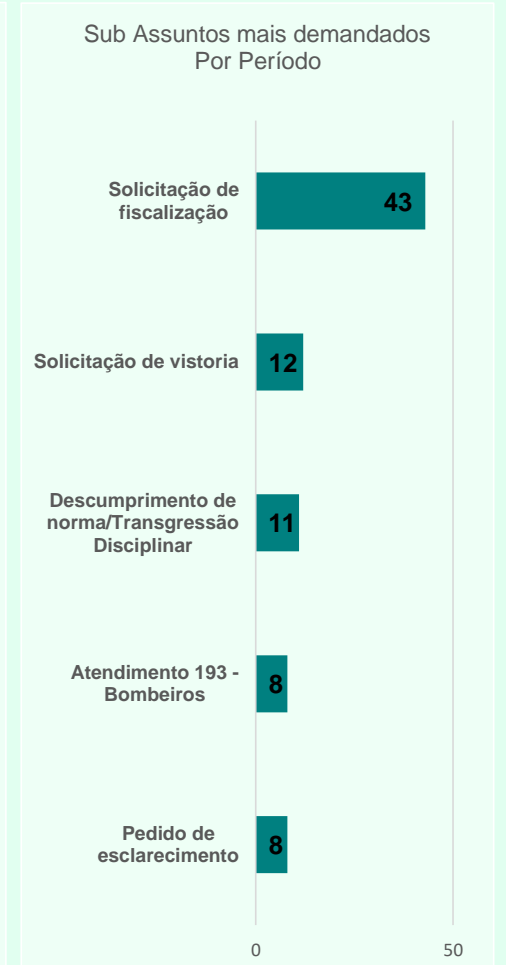 Sub Assuntos mais demandados
Por Período
Solicitação de
fiscalização
43
Solicitação de vistoria
12
Descumprimento de
norma/Transgressão
Disciplinar
11
Atendimento 193 -
Bombeiros
8
Pedido de
esclarecimento
8
0
50